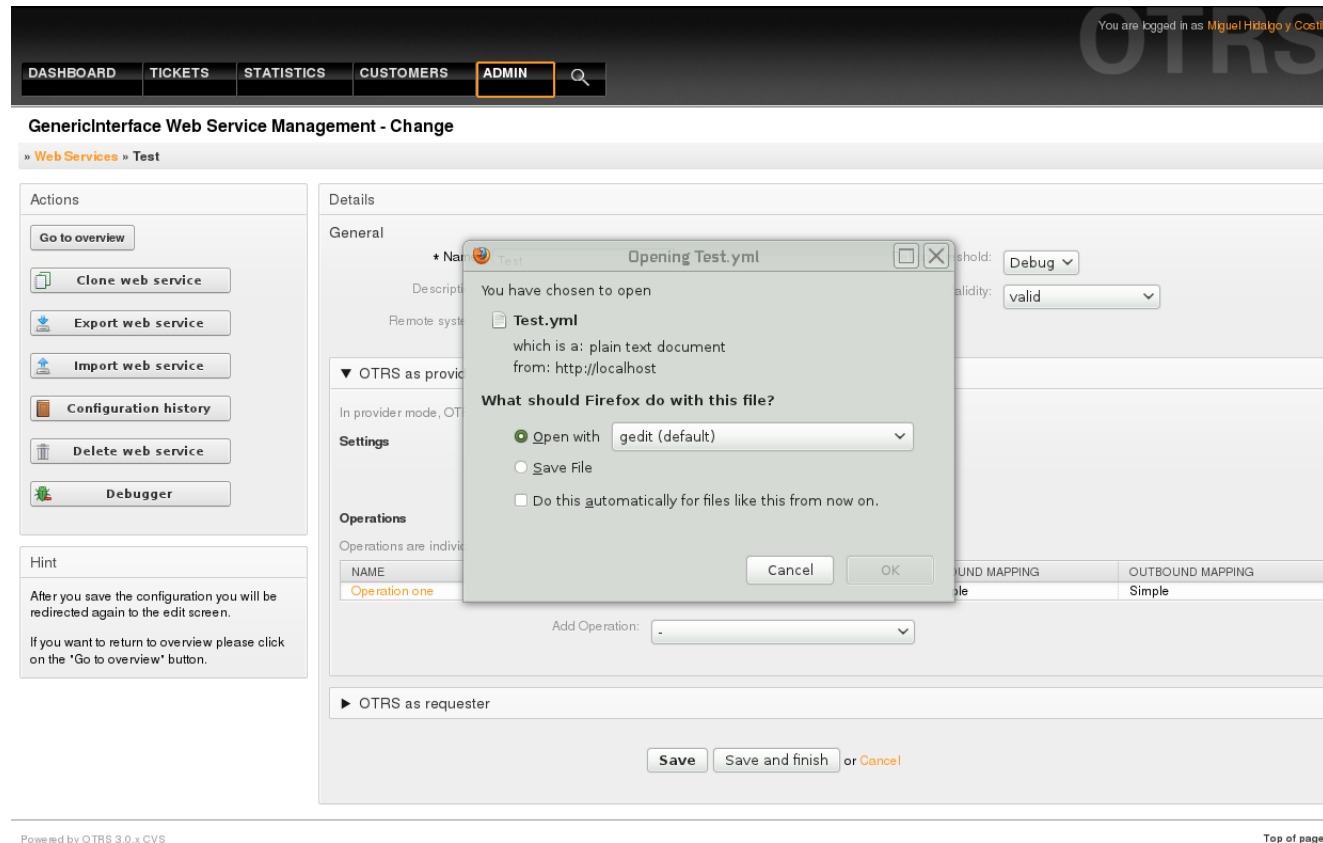 OTRS
You are logged in as Miguel Hidalgo y Costil
DASHBOARD TICKETS STATISTICS CUSTOMERS ADMIN
GenericInterface Web Service Management - Change
» Web Services » Test
Actions
Go to overview
Clone web service
Export web service
Import web service
Configuration history
Delete web service
Debugger
Hint
After you save the configuration you will be
redirected again to the edit screen.
If you want to return to overview please click
on the "Go to overview" button.
Details
General
* Nam
Test
shold: Debug
Descripti
alidity: valid
Remote syste
Opening Test.yml
You have chosen to open
Test.yml
which is a: plain text document
from: http://localhost
What should Firefox do with this file?
Open with gedit (default)
Save File
Do this automatically for files like this from now on.
Cancel OK
▼ OTRS as provid
In provider mode, OT
Settings
Operations
Operations are individ
NAME UND MAPPING OUTBOUND MAPPING
Operation one ple Simple
Add Operation: -
► OTRS as requester
Save Save and finish or Cancel
Powered by OTRS 3.0.x CVS
Top of page